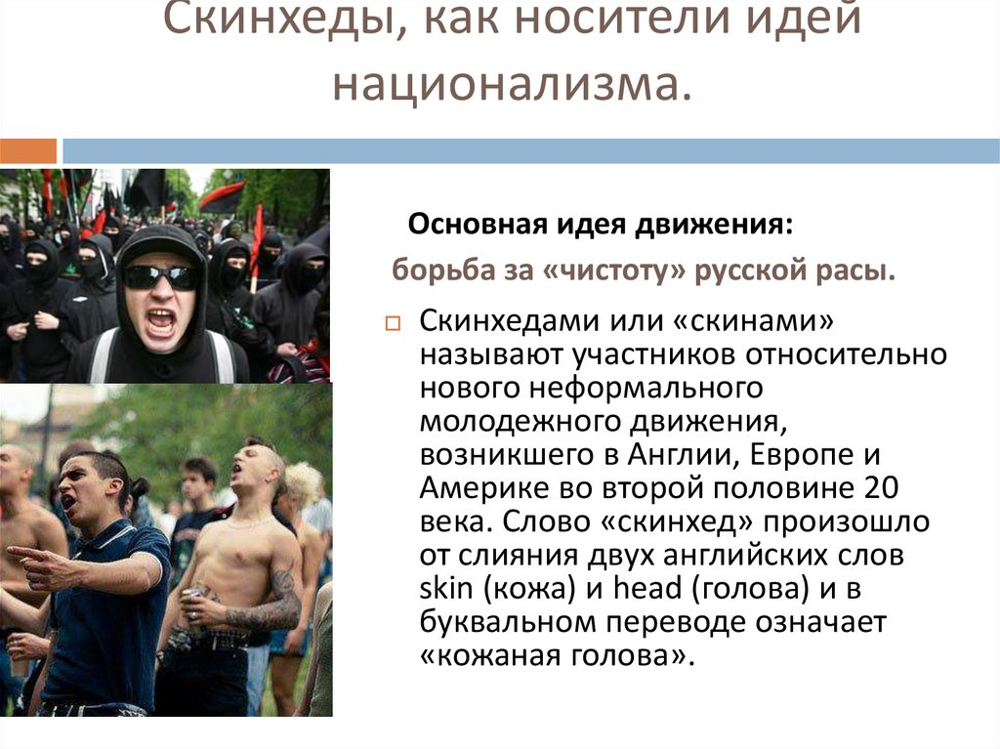 Скинхеды, как носители идей
национализма.
Основная идея движения:
борьба за «чистоту» русской расы.
Скинхедами или «скинами»
называют участников относительно
нового неформального
молодежного движения,
возникшего в Англии, Европе и
Америке во второй половине 20
века. Слово «скинхед» произошло
от слияния двух английских слов
skin (кожа) и head (голова) и в
буквальном переводе означает
«кожаная голова».